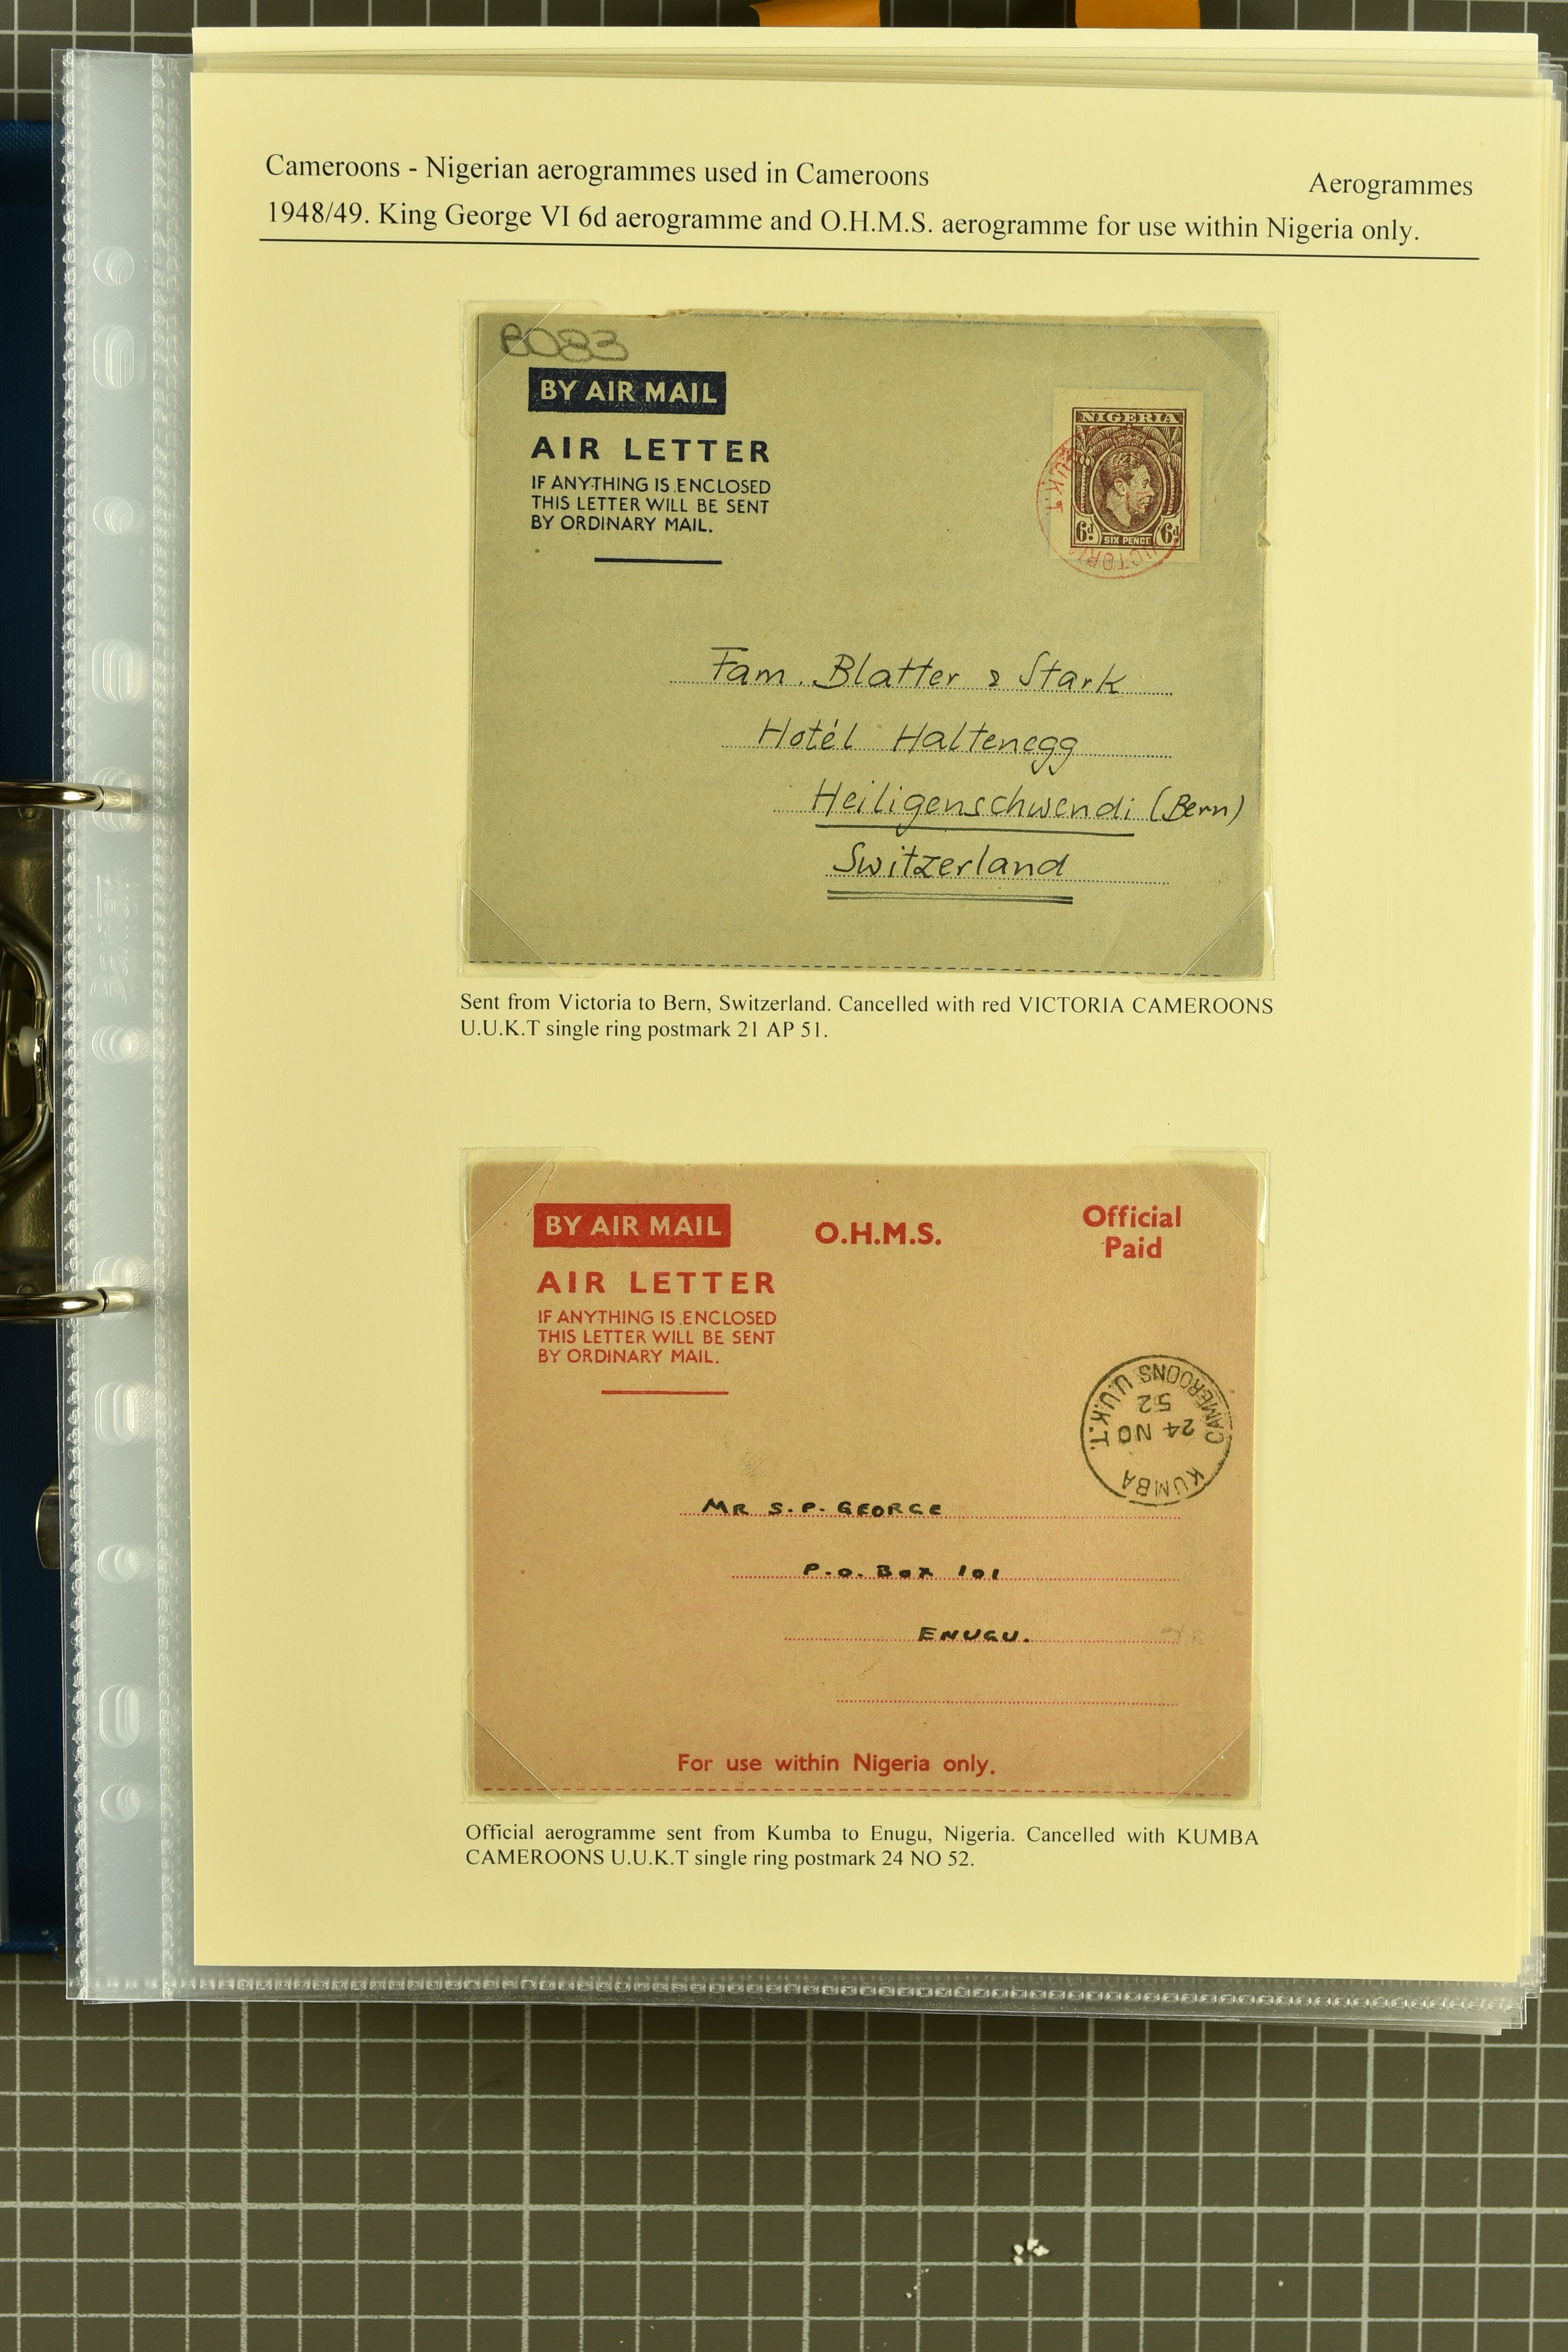 Cameroons - Nigerian aerogrammes used in Cameroons
Aerogrammes
1948/49. King George VI 6d aerogramme and O.H.M.S. aerogramme for use within Nigeria only.
8083
BY AIR MAIL
AIR LETTER
IF ANYTHING IS ENCLOSED
THIS LETTER WILL BE SENT
BY ORDINARY MAIL.
NIGERIA
6d SIX PENCE 6d
U.U.K.T
VICTORIA
Fam. Blatter & Stark
Hotél Haltenegg
Heiligenschwendi (Bern)
Switzerland
Sent from Victoria to Bern, Switzerland. Cancelled with red VICTORIA CAMEROONS
U.U.K.T single ring postmark 21 AP 51.
BY AIR MAIL
O.H.M.S.
Official
Paid
AIR LETTER
IF ANYTHING IS ENCLOSED
THIS LETTER WILL BE SENT
BY ORDINARY MAIL.
KUMBA
24 NO
52
CAMEROONS U.U.K.T.
MR S.P. GEORGE
P.O. Box 101
ENUGU.
For use within Nigeria only.
Official aerogramme sent from Kumba to Enugu, Nigeria. Cancelled with KUMBA
CAMEROONS U.U.K.T single ring postmark 24 NO 52.